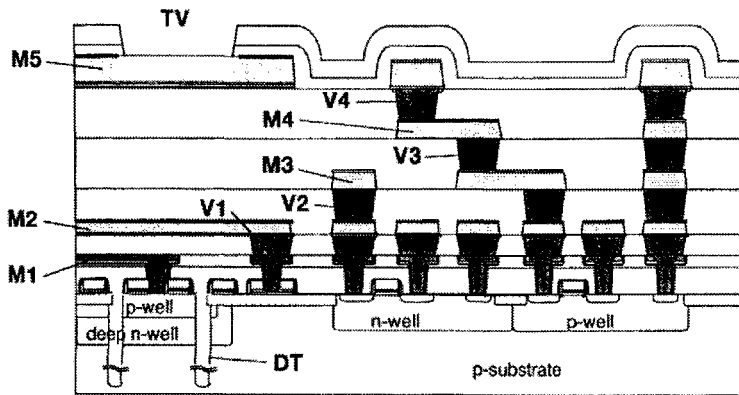 TV
M5
V4
M4
V3
M3
V2
V1
M2
M1
p-well
deep n-well
DT
n-well
p-well
p-substrate